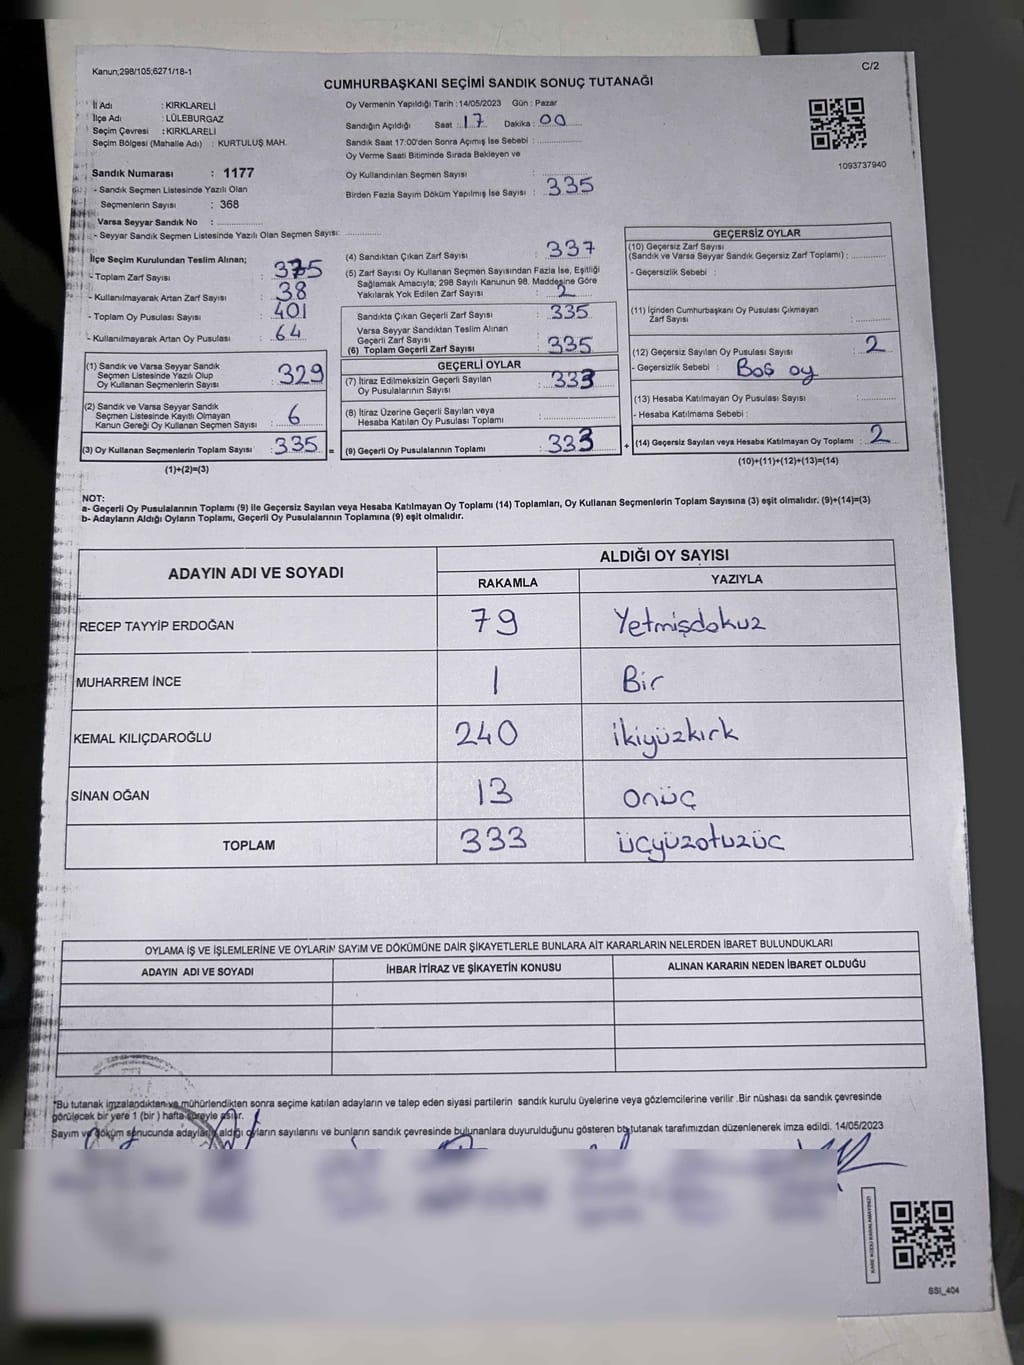 Kanun;298/105;6271/18-1
C/2
CUMHURBAŞKANI SEÇİMİ SANDIK SONUÇ TUTANAĞI
İl Adı : KIRKLARELİ
İlçe Adı : LÜLEBURGAZ
Seçim Çevresi : KIRKLARELİ
Seçim Bölgesi (Mahalle Adı) : KURTULUŞ MAH.
Oy Vermenin Yapıldığı Tarih : 14/05/2023 Gün : Pazar
Sandığın Açıldığı Saat : 17 Dakika : 00
Sandık Saat 17:00'den Sonra Açımış İse Sebebi :
Oy Verme Saati Bitiminde Sırada Bekleyen ve
Oy Kullandırılan Seçmen Sayısı :
Birden Fazla Sayım Döküm Yapılmış İse Sayısı : 335
1093737940
Sandık Numarası : 1177
- Sandık Seçmen Listesinde Yazılı Olan
Seçmenlerin Sayısı : 368
Varsa Seyyar Sandık No :
- Seyyar Sandık Seçmen Listesinde Yazılı Olan Seçmen Sayısı:
İlçe Seçim Kurulundan Teslim Alınan;
- Toplam Zarf Sayısı : 375
- Kullanılmayarak Artan Zarf Sayısı : 38
- Toplam Oy Pusulası Sayısı : 401
- Kullanılmayarak Artan Oy Pusulası : 64
(1) Sandık ve Varsa Seyyar Sandık
Seçmen Listesinde Yazılı Olup
Oy Kullanan Seçmenlerin Sayısı : 329
(2) Sandık ve Varsa Seyyar Sandık
Seçmen Listesinde Kayıtlı Olmayan
Kanun Gereği Oy Kullanan Seçmen Sayısı : 6
(3) Oy Kullanan Seçmenlerin Toplam Sayısı : 335 =
(1)+(2)=(3)
(4) Sandıktan Çıkan Zarf Sayısı : 337
(5) Zarf Sayısı Oy Kullanan Seçmen Sayısından Fazla İse, Eşitliği
Sağlamak Amacıyla; 298 Sayılı Kanunun 98. Maddesine Göre
Yakılarak Yok Edilen Zarf Sayısı : 2
Sandıkta Çıkan Geçerli Zarf Sayısı : 335
Varsa Seyyar Sandıktan Teslim Alınan
Geçerli Zarf Sayısı :
(6) Toplam Geçerli Zarf Sayısı : 335
GEÇERLİ OYLAR
(7) İtiraz Edilmeksizin Geçerli Sayılan
Oy Pusulalarının Sayısı : 333
(8) İtiraz Üzerine Geçerli Sayılan veya
Hesaba Katılan Oy Pusulası Toplamı :
(9) Geçerli Oy Pusulalarının Toplamı : 333 +
GEÇERSİZ OYLAR
(10) Geçersiz Zarf Sayısı
(Sandık ve Varsa Seyyar Sandık Geçersiz Zarf Toplamı) :
- Geçersizlik Sebebi :
(11) İçinden Cumhurbaşkanı Oy Pusulası Çıkmayan
Zarf Sayısı :
(12) Geçersiz Sayılan Oy Pusulası Sayısı : 2
- Geçersizlik Sebebi : Boş oy
(13) Hesaba Katılmayan Oy Pusulası Sayısı :
- Hesaba Katılmama Sebebi :
(14) Geçersiz Sayılan veya Hesaba Katılmayan Oy Toplamı : 2
(10)+(11)+(12)+(13)=(14)
NOT:
a- Geçerli Oy Pusulalarının Toplamı (9) ile Geçersiz Sayılan veya Hesaba Katılmayan Oy Toplamı (14) Toplamları, Oy Kullanan Seçmenlerin Toplam Sayısına (3) eşit olmalıdır. (9)+(14)=(3)
b- Adayların Aldığı Oyların Toplamı, Geçerli Oy Pusulalarının Toplamına (9) eşit olmalıdır.
ADAYIN ADI VE SOYADI ALDIĞI OY SAYISI
RAKAMLA YAZIYLA
RECEP TAYYİP ERDOĞAN 79 Yetmişdokuz
MUHARREM İNCE 1 Bir
KEMAL KILIÇDAROĞLU 240 ikiyüzkırk
SİNAN OĞAN 13 onüç
TOPLAM 333 üçyüzotuzüç
OYLAMA İŞ VE İŞLEMLERİNE VE OYLARIN SAYIM VE DÖKÜMÜNE DAİR ŞİKAYETLERLE BUNLARA AİT KARARLARIN NELERDEN İBARET BULUNDUKLARI
ADAYIN ADI VE SOYADI İHBAR İTİRAZ VE ŞİKAYETİN KONUSU ALINAN KARARIN NEDEN İBARET OLDUĞU
*Bu tutanak imzalandıktan ve mühürlendikten sonra seçime katılan adayların ve talep eden siyasi partilerin sandık kurulu üyelerine veya gözlemcilerine verilir .Bir nüshası da sandık çevresinde
görülecek bir yere 1 (bir ) hafta süreyle asılır.
Sayım ve döküm sonucunda adayların aldığı oyların sayılarını ve bunların sandık çevresinde bulunanlara duyurulduğunu gösteren bu tutanak tarafımızdan düzenlenerek imza edildi. 14/05/2023
KARE KODU KARALAMAYINIZ!
SSI_404